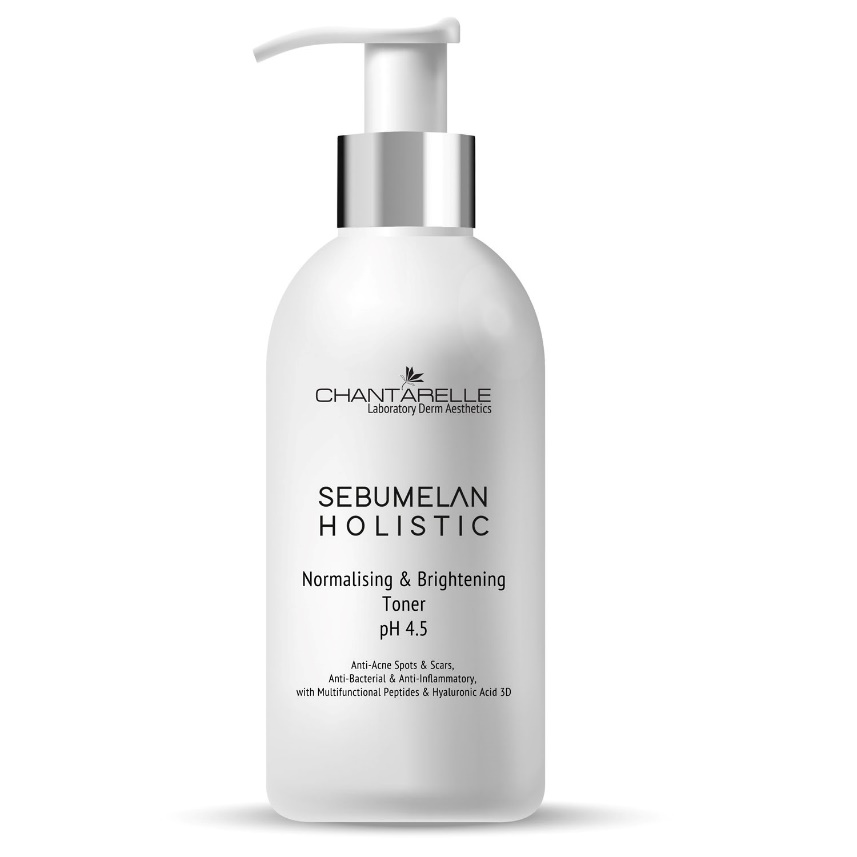 CHANTARELLE
Laboratory Derm Aesthetics
SEBUMELAN
HOLISTIC
Normalising & Brightening
Toner
pH 4.5
Anti-Acne Spots & Scars,
Anti-Bacterial & Anti-Inflammatory,
with Multifunctional Peptides & Hyaluronic Acid 3D